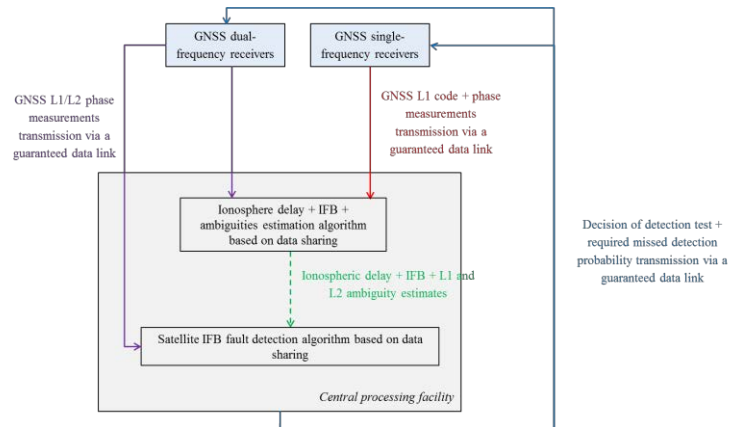 GNSS dual-
frequency receivers
GNSS single-
frequency receivers
GNSS L1/L2 phase
measurements
transmission via a
guaranteed data link
GNSS L1 code + phase
measurements
transmission via a
guaranteed data link
Ionosphere delay + IFB +
ambiguities estimation algorithm
based on data sharing
Decision of detection test +
required missed detection
probability transmission via a
guaranteed data link
Ionospheric delay + IFB + L1 and
L2 ambiguity estimates
Satellite IFB fault detection algorithm based on data
sharing
Central processing facility